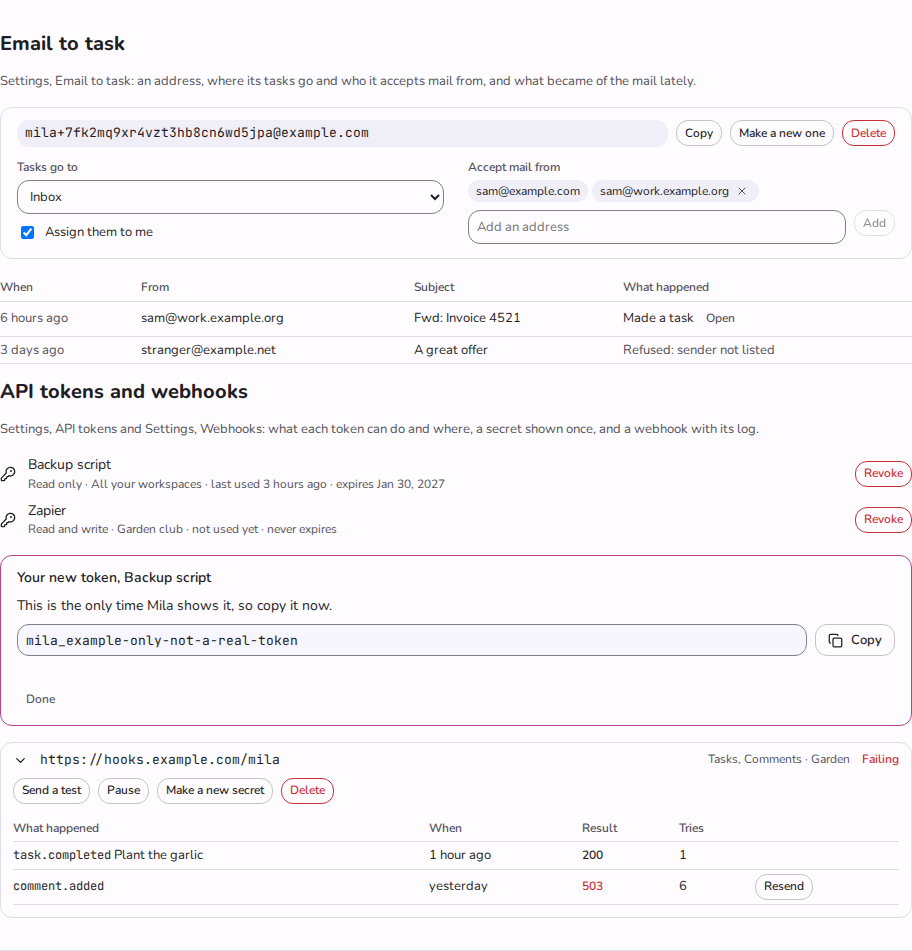 Email to task
Settings, Email to task: an address, where its tasks go and who it accepts mail from, and what became of the mail lately.
mila+7fk2mq9xr4vzt3hb8cn6wd5jpa@example.com Copy Make a new one Delete
Tasks go to Accept mail from
Inbox sam@example.com sam@work.example.org
Assign them to me Add an address Add
When From Subject What happened
6 hours ago sam@work.example.org Fwd: Invoice 4521 Made a task Open
3 days ago stranger@example.net A great offer Refused: sender not listed
API tokens and webhooks
Settings, API tokens and Settings, Webhooks: what each token can do and where, a secret shown once, and a webhook with its log.
Backup script
Read only · All your workspaces · last used 3 hours ago · expires Jan 30, 2027 Revoke
Zapier
Read and write · Garden club · not used yet · never expires Revoke
Your new token, Backup script
This is the only time Mila shows it, so copy it now.
mila_example-only-not-a-real-token Copy
Done
https://hooks.example.com/mila Tasks, Comments · Garden Failing
Send a test Pause Make a new secret Delete
What happened When Result Tries
task.completed Plant the garlic 1 hour ago 200 1
comment.added yesterday 503 6 Resend